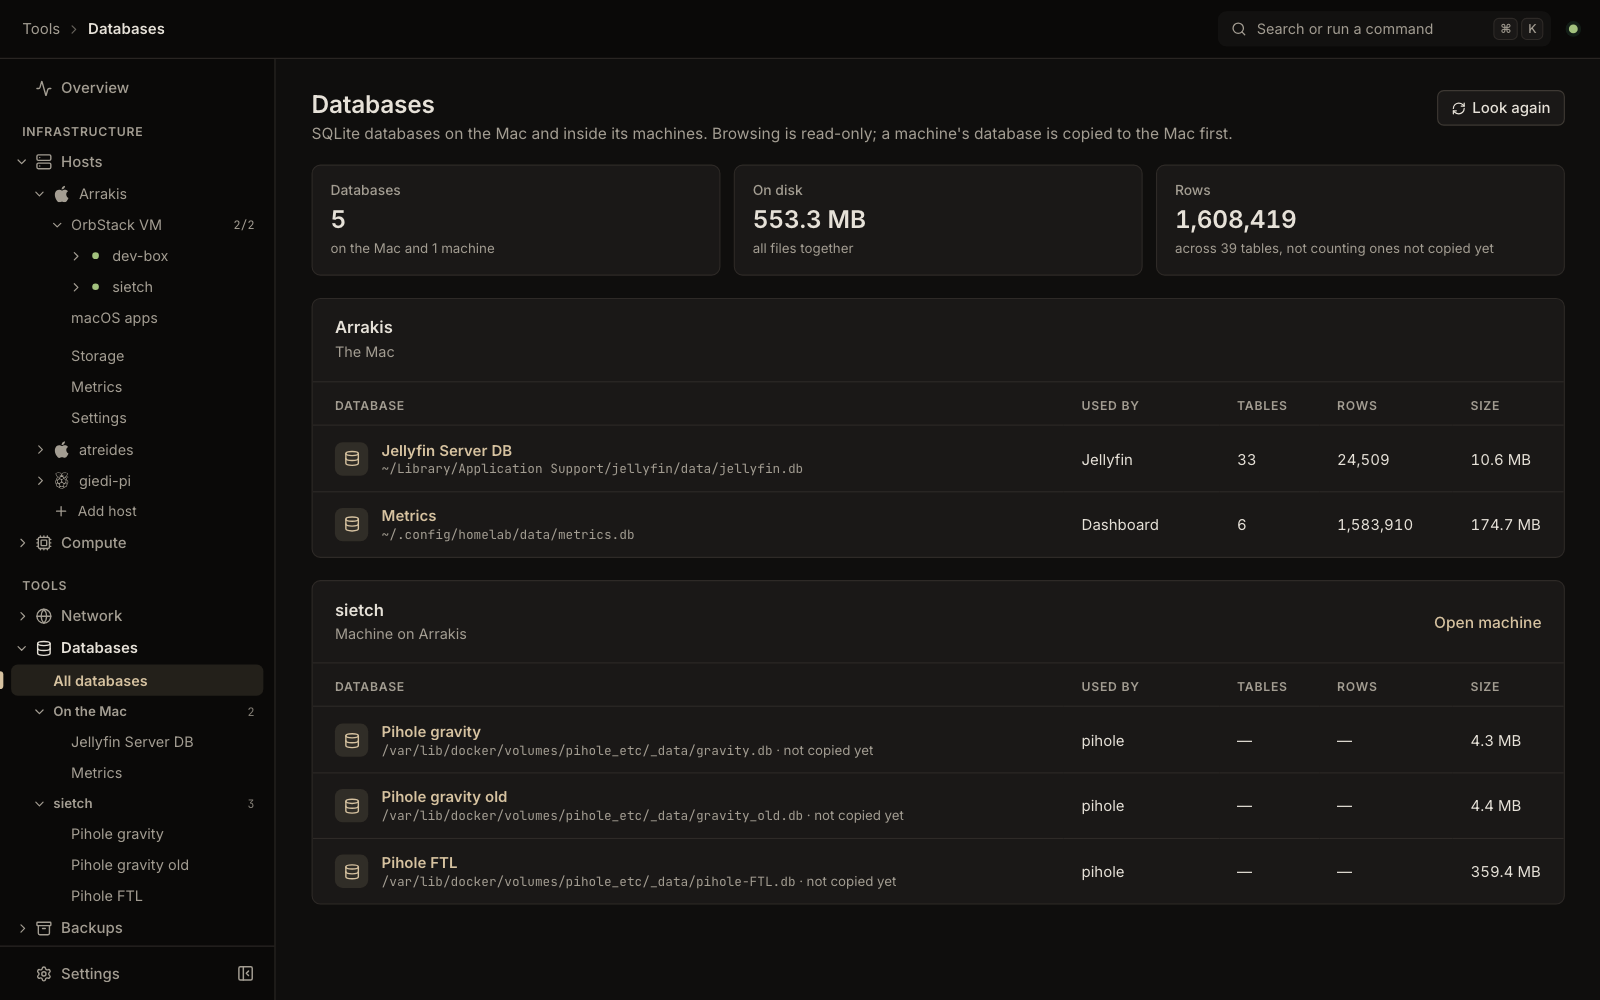 Tools > Databases
Search or run a command ⌘ K
Overview
INFRASTRUCTURE
Hosts
Arrakis
OrbStack VM 2/2
dev-box
sietch
macOS apps
Storage
Metrics
Settings
atreides
giedi-pi
+ Add host
Compute
TOOLS
Network
Databases
All databases
On the Mac 2
Jellyfin Server DB
Metrics
sietch 3
Pihole gravity
Pihole gravity old
Pihole FTL
Backups
Settings
Databases
SQLite databases on the Mac and inside its machines. Browsing is read-only; a machine's database is copied to the Mac first.
Look again
Databases
5
on the Mac and 1 machine
On disk
553.3 MB
all files together
Rows
1,608,419
across 39 tables, not counting ones not copied yet
Arrakis
The Mac
DATABASE USED BY TABLES ROWS SIZE
Jellyfin Server DB
~/Library/Application Support/jellyfin/data/jellyfin.db
Jellyfin 33 24,509 10.6 MB
Metrics
~/.config/homelab/data/metrics.db
Dashboard 6 1,583,910 174.7 MB
sietch
Machine on Arrakis
Open machine
DATABASE USED BY TABLES ROWS SIZE
Pihole gravity
/var/lib/docker/volumes/pihole_etc/_data/gravity.db · not copied yet
pihole — — 4.3 MB
Pihole gravity old
/var/lib/docker/volumes/pihole_etc/_data/gravity_old.db · not copied yet
pihole — — 4.4 MB
Pihole FTL
/var/lib/docker/volumes/pihole_etc/_data/pihole-FTL.db · not copied yet
pihole — — 359.4 MB